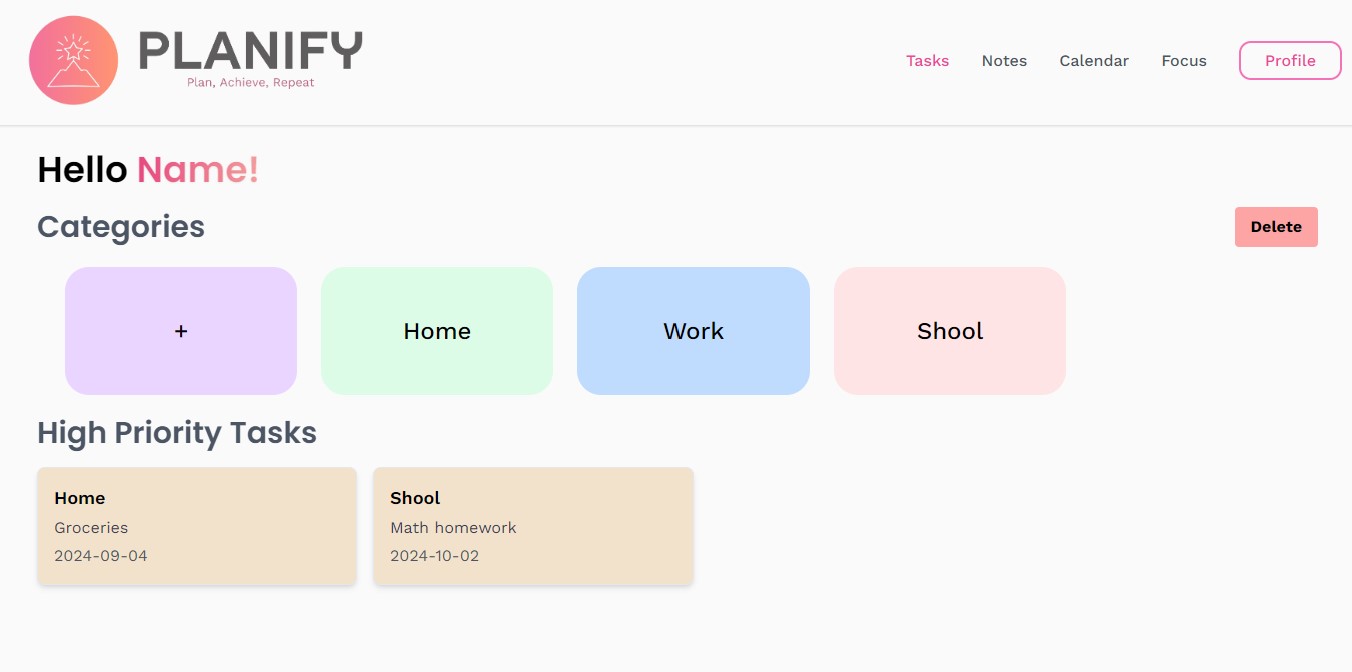 PLANIFY
Plan, Achieve, Repeat
Tasks Notes Calendar Focus Profile
Hello Name!
Categories
Delete
+ Home Work Shool
High Priority Tasks
Home
Groceries
2024-09-04
Shool
Math homework
2024-10-02